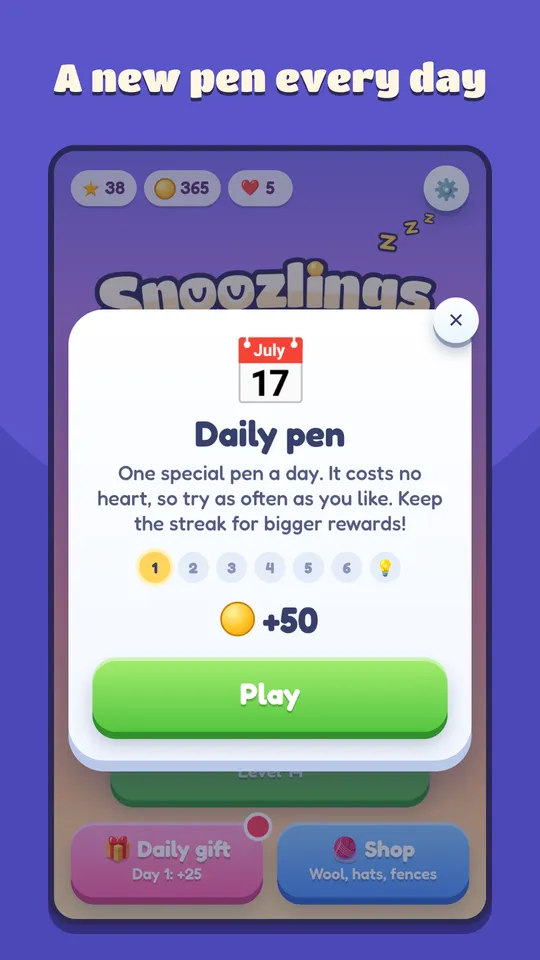 A new pen every day
38
365
5
z z z
Snoozlings
July
17
Daily pen
One special pen a day. It costs no
heart, so try as often as you like. Keep
the streak for bigger rewards!
1 2 3 4 5 6
+50
Play
Level 14
Daily gift
Day 1: +25
Shop
Wool, hats, fences